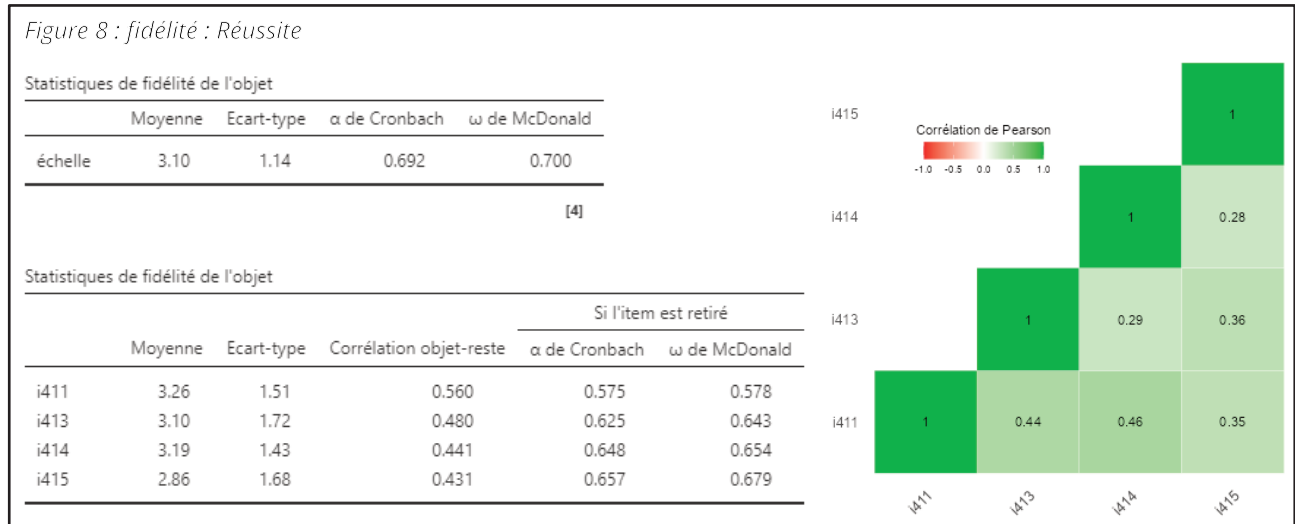 Figure 8 : fidélité : Réussite
Statistiques de fidélité de l'objet
Moyenne Ecart-type α de Cronbach ω de McDonald
échelle 3.10 1.14 0.692 0.700
[4]
Statistiques de fidélité de l'objet
Si l'item est retiré
Moyenne Ecart-type Corrélation objet-reste α de Cronbach ω de McDonald
i411 3.26 1.51 0.560 0.575 0.578
i413 3.10 1.72 0.480 0.625 0.643
i414 3.19 1.43 0.441 0.648 0.654
i415 2.86 1.68 0.431 0.657 0.679
Corrélation de Pearson
-1.0 -0.5 0.0 0.5 1.0
i415 1
i414 1 0.28
i413 1 0.29 0.36
i411 1 0.44 0.46 0.35
i411 i413 i414 i415